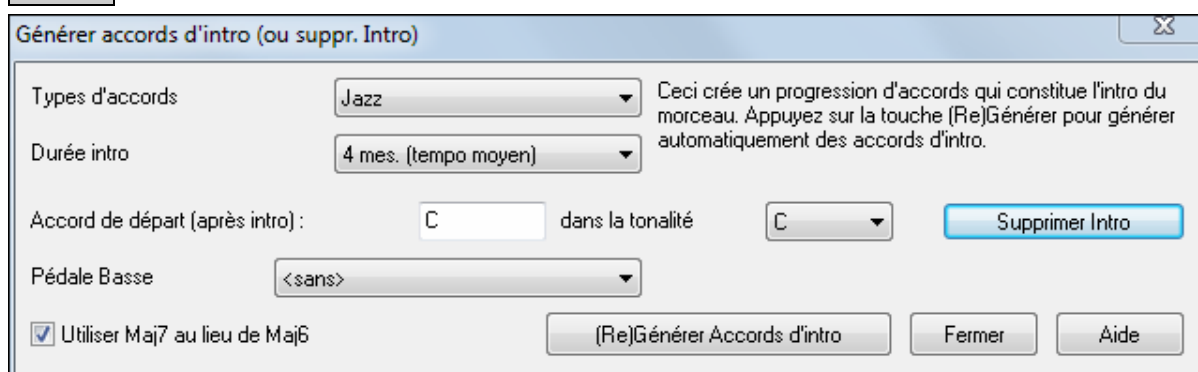 Générer accords d'intro (ou suppr. Intro)
Types d'accords
Jazz
Ceci crée un progression d'accords qui constitue l'intro du
morceau. Appuyez sur la touche (Re)Générer pour générer
automatiquement des accords d'intro.
Durée intro
4 mes. (tempo moyen)
Accord de départ (après intro) :
C
dans la tonalité
C
Supprimer Intro
Pédale Basse
<sans>
Utiliser Maj7 au lieu de Maj6
(Re)Générer Accords d'intro
Fermer
Aide